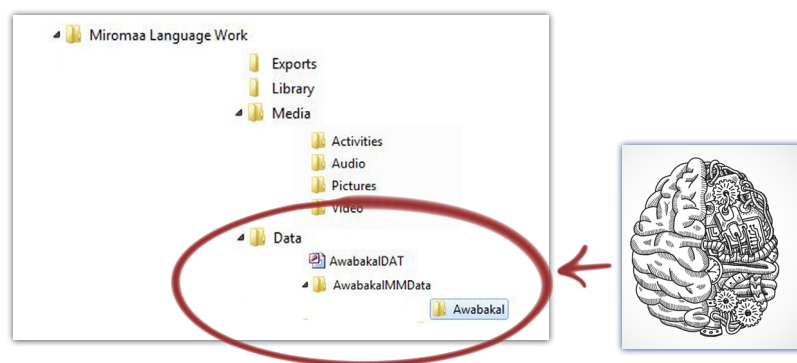 Miromaa Language Work
Exports
Library
Media
Activities
Audio
Pictures
Video
Data
AwabakalDAT
AwabakalMMData
Awabakal